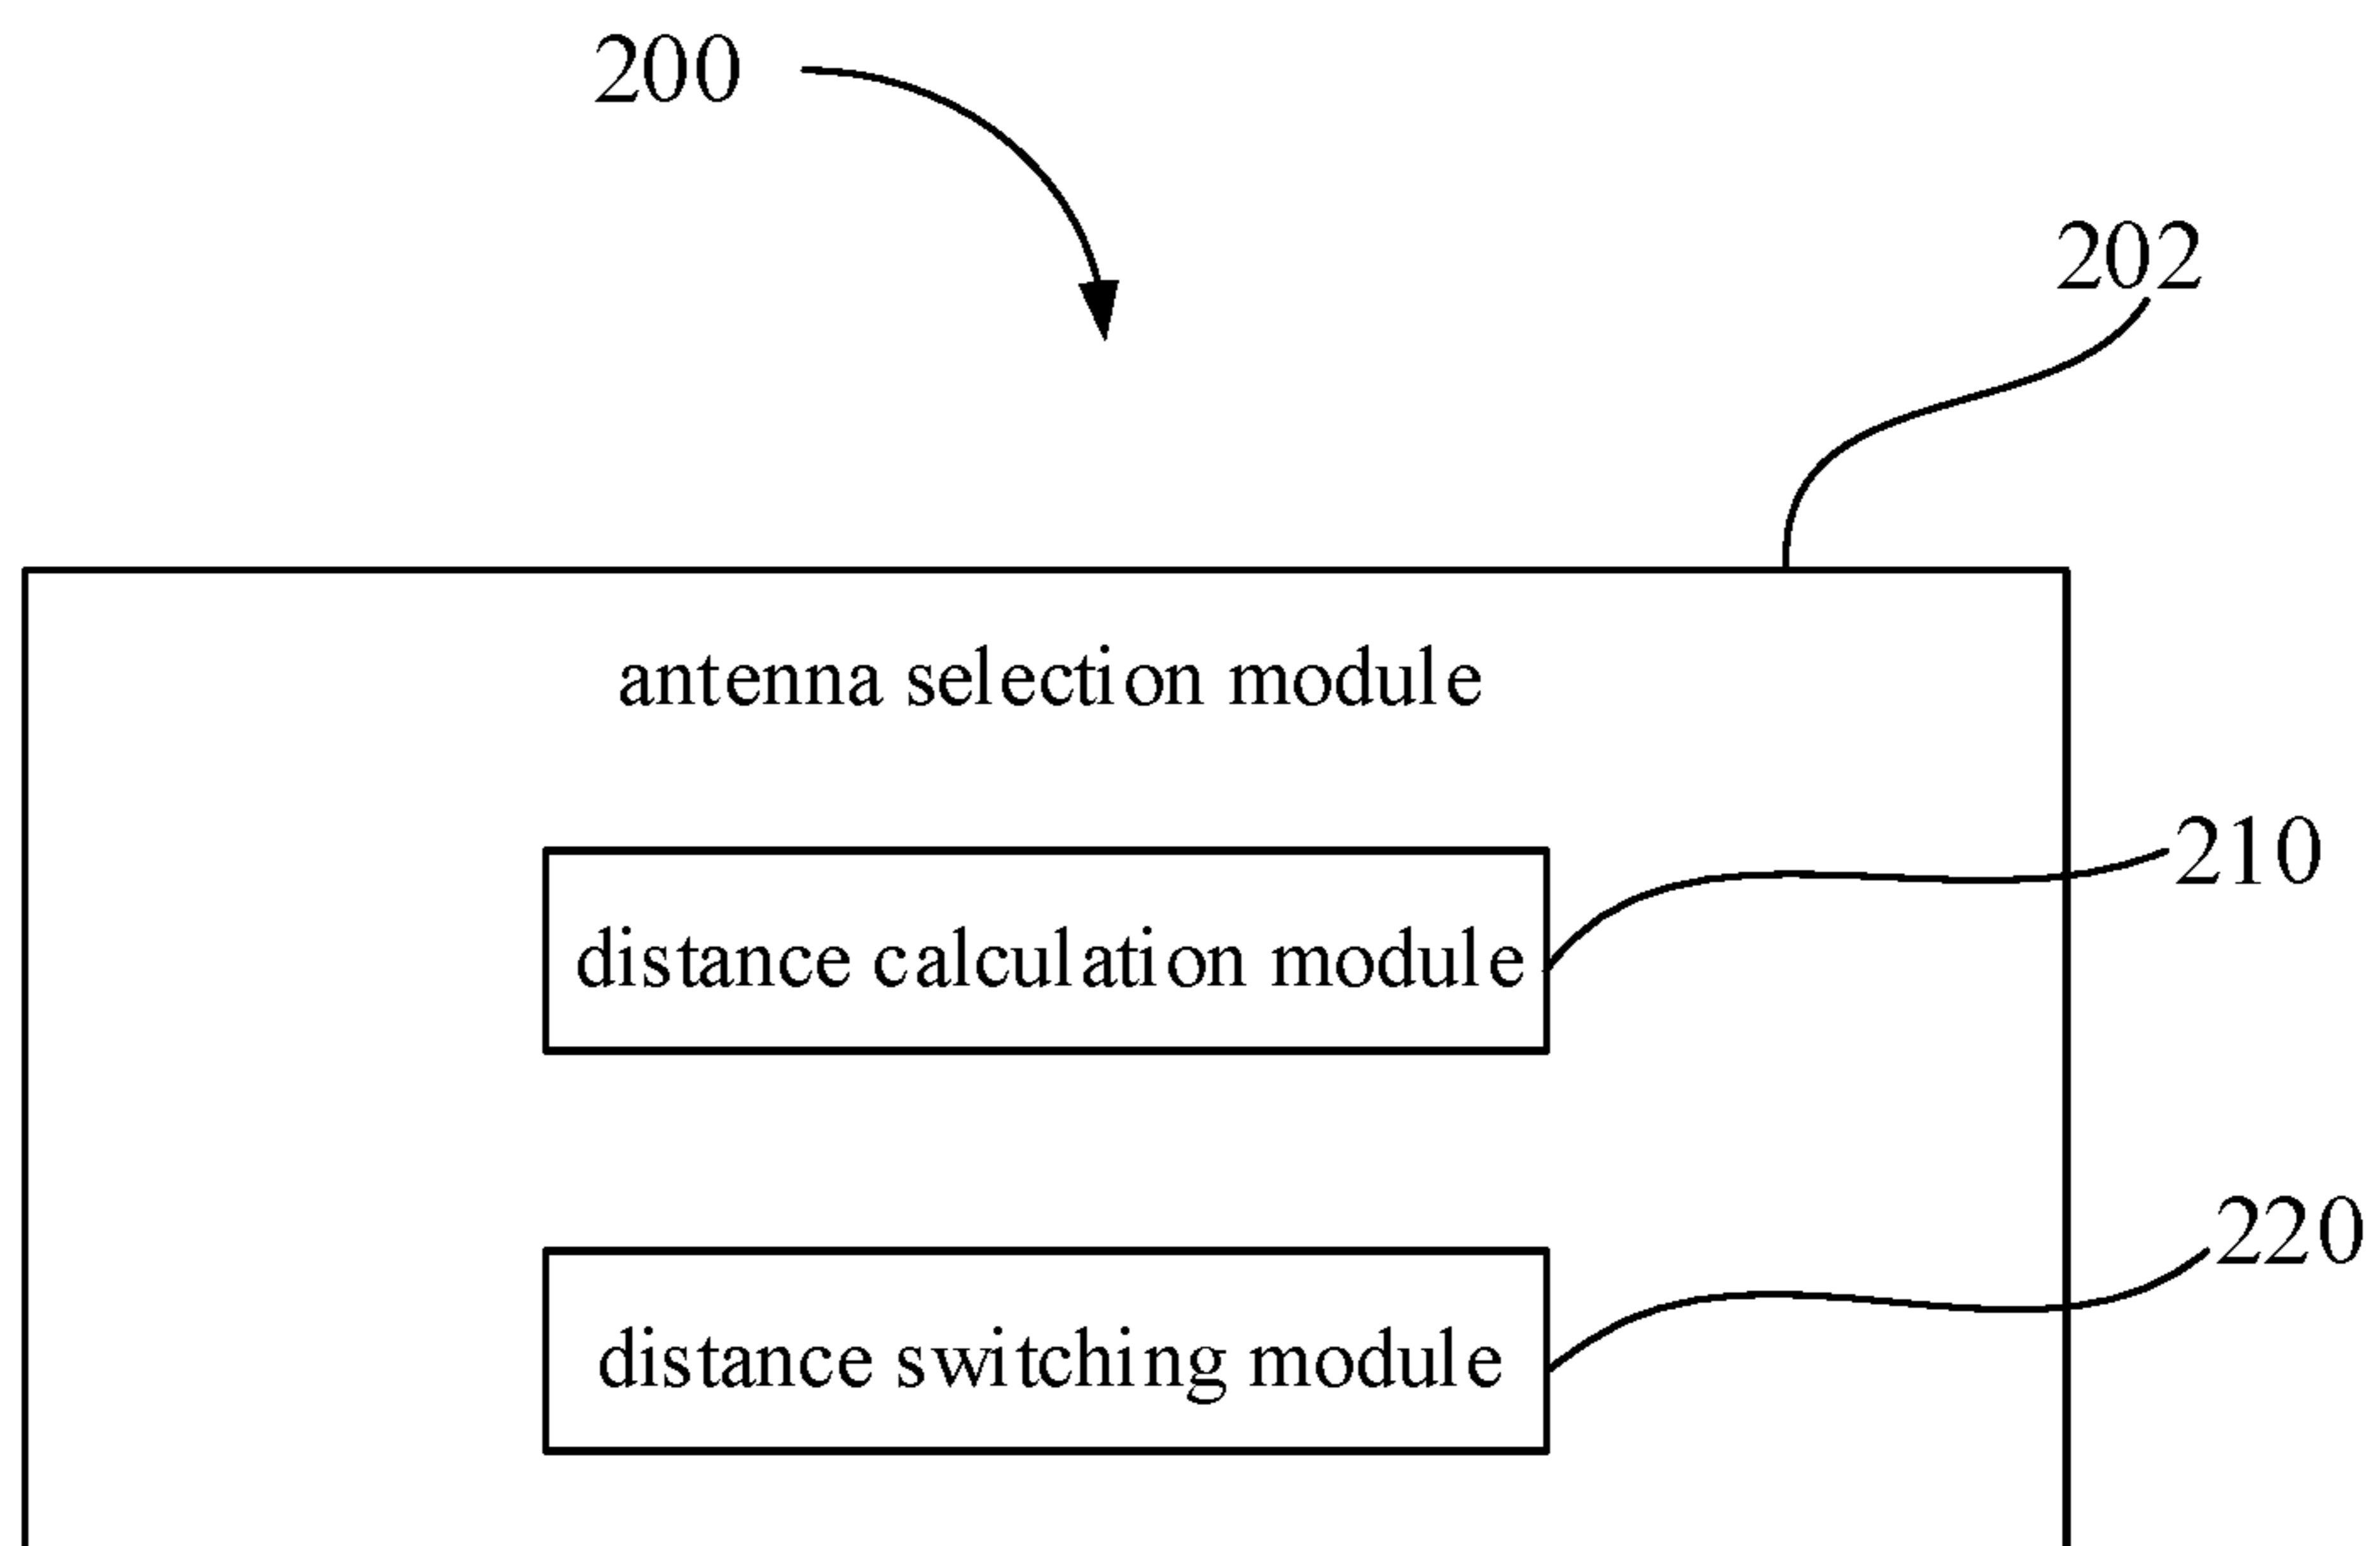 200
202
antenna selection module
210
distance calculation module
220
distance switching module